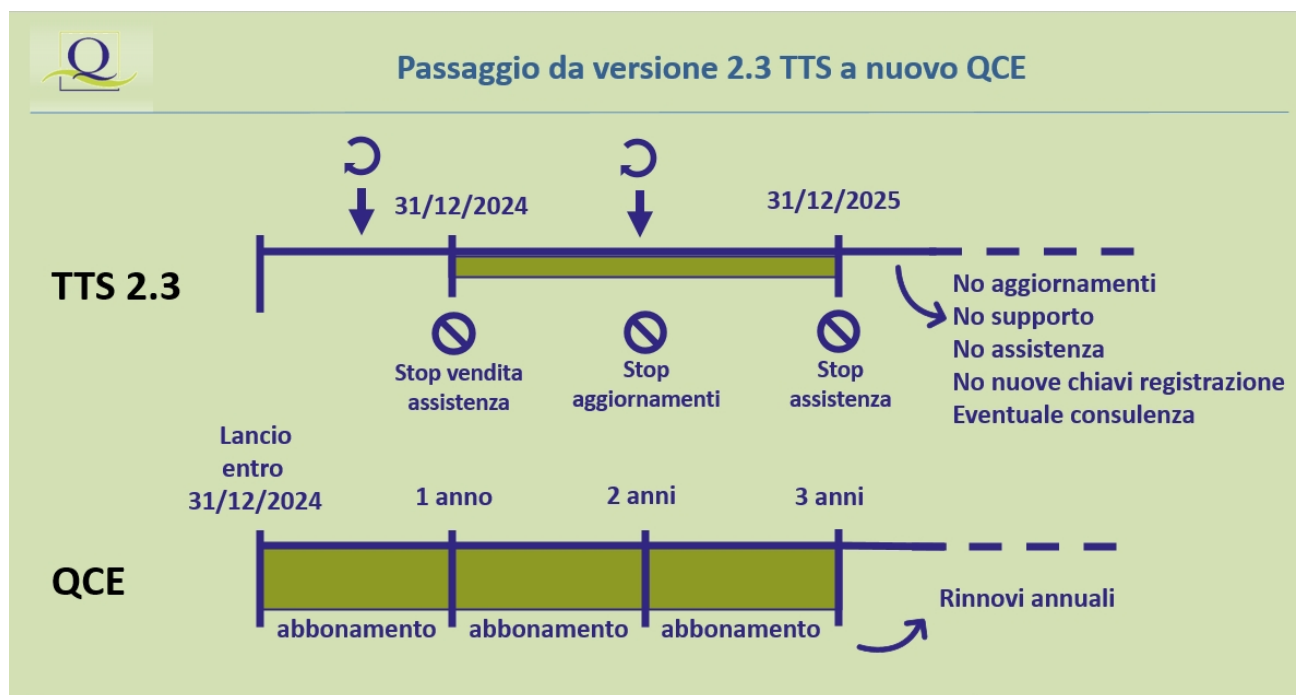 Q
Passaggio da versione 2.3 TTS a nuovo QCE
31/12/2024
31/12/2025
TTS 2.3
Stop vendita
assistenza
Stop
aggiornamenti
Stop
assistenza
No aggiornamenti
No supporto
No assistenza
No nuove chiavi registrazione
Eventuale consulenza
Lancio
entro
31/12/2024
1 anno
2 anni
3 anni
QCE
abbonamento
abbonamento
abbonamento
Rinnovi annuali